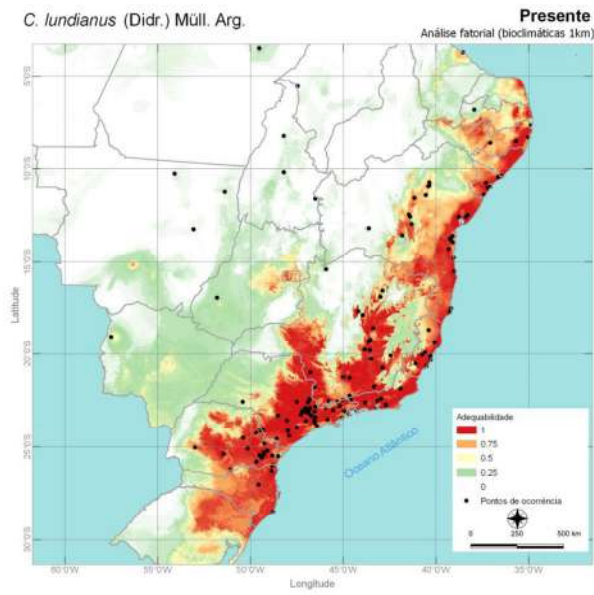 C. lundianus (Didr.) Müll. Arg.
Presente
Análise fatorial (bioclimáticas 1km)
5°0'S
10°0'S
15°0'S
20°0'S
25°0'S
30°0'S
Latitude
Oceano Atlântico
Adequabilidade
1
0.75
0.5
0.25
0
Pontos de ocorrência
0 250 500 km
60°0'W 55°0'W 50°0'W 45°0'W 40°0'W 35°0'W
Longitude